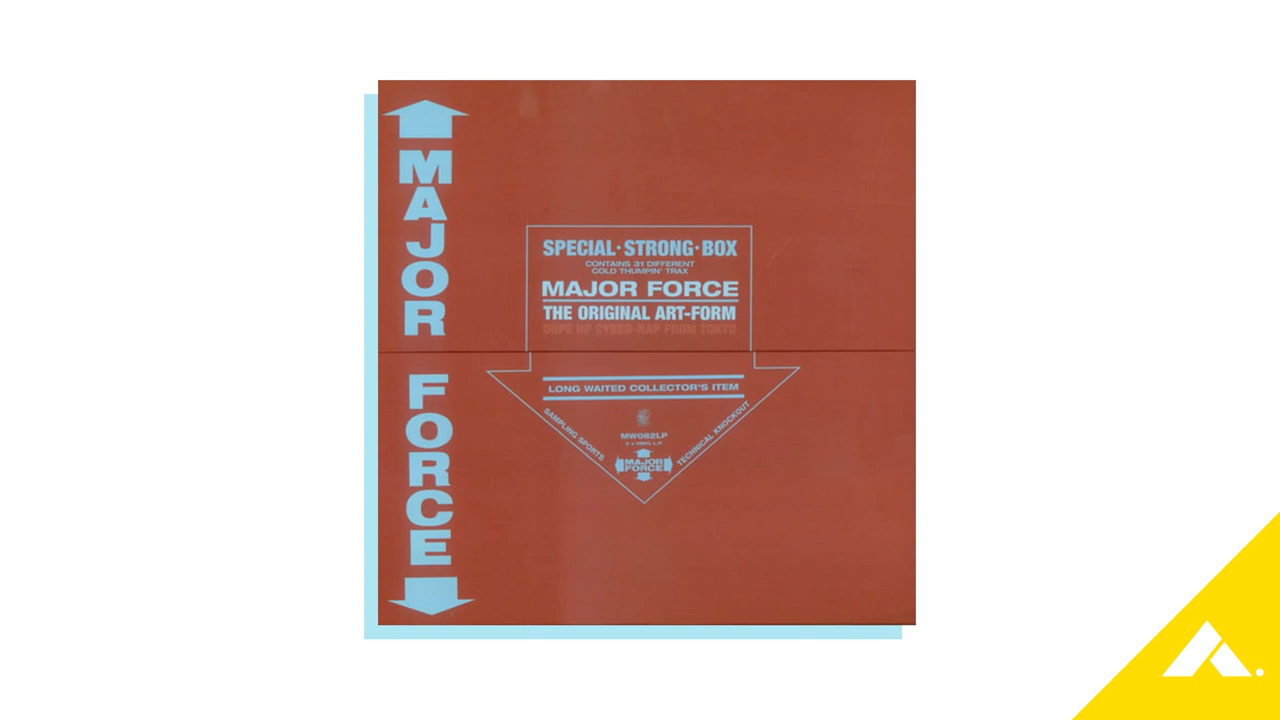 MAJOR
FORCE
SPECIAL·STRONG·BOX
CONTAINS 31 DIFFERENT
COLD THUMPIN' TRAX
MAJOR FORCE
THE ORIGINAL ART-FORM
DOPE UP CYBER-RAP FROM TOKYO
LONG WAITED COLLECTOR'S ITEM
SAMPLING SPORTS
TECHNICAL KNOCKOUT
MW082LP
MAJOR
FORCE